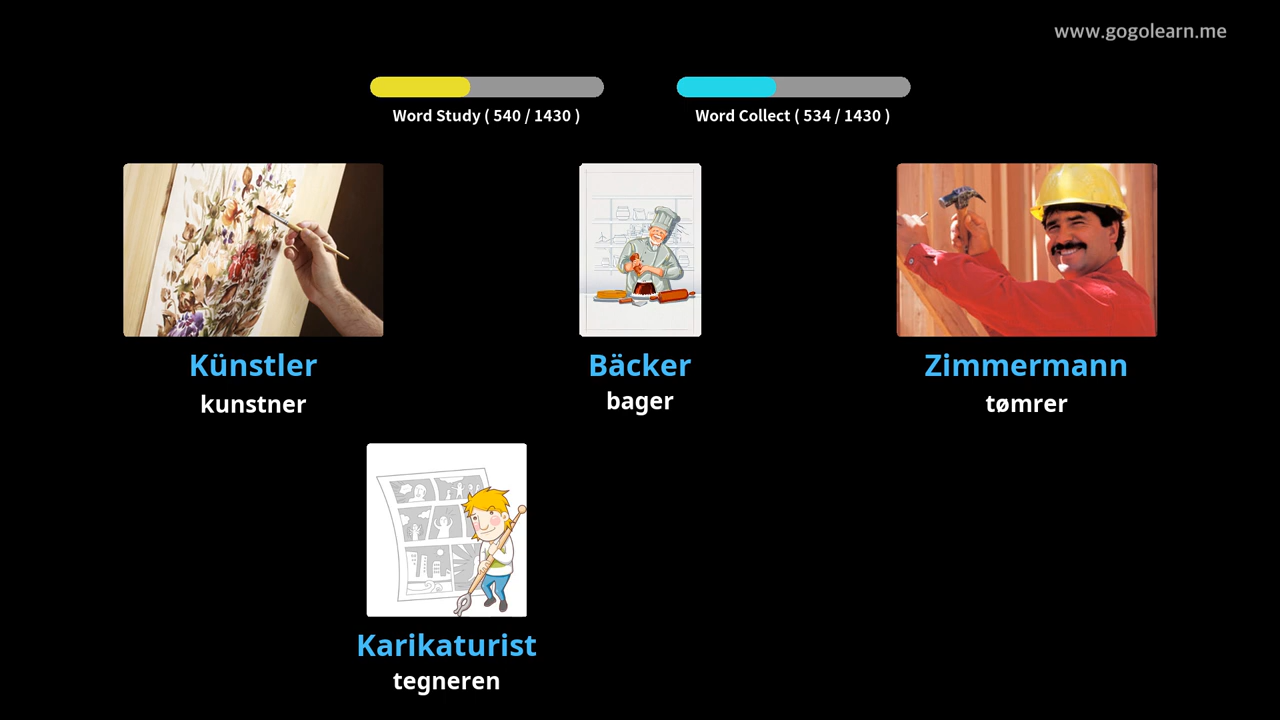 www.gogolearn.me
Word Study ( 540 / 1430 )
Word Collect ( 534 / 1430 )
Künstler
kunstner
Bäcker
bager
Zimmermann
tømrer
Karikaturist
tegneren